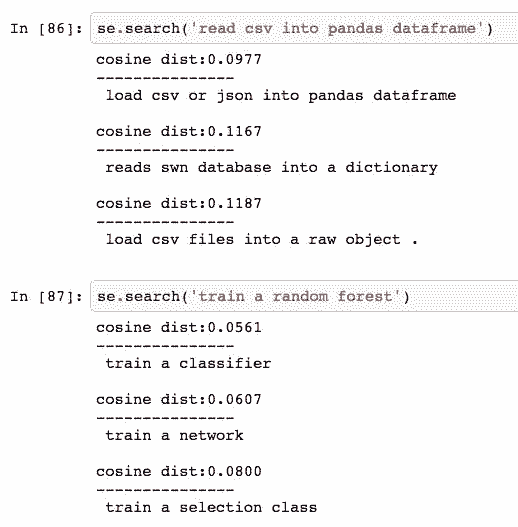 In [86]: se.search('read csv into pandas dataframe')
cosine dist:0.0977
---------------
load csv or json into pandas dataframe
cosine dist:0.1167
---------------
reads swn database into a dictionary
cosine dist:0.1187
---------------
load csv files into a raw object .
In [87]: se.search('train a random forest')
cosine dist:0.0561
---------------
train a classifier
cosine dist:0.0607
---------------
train a network
cosine dist:0.0800
---------------
train a selection class